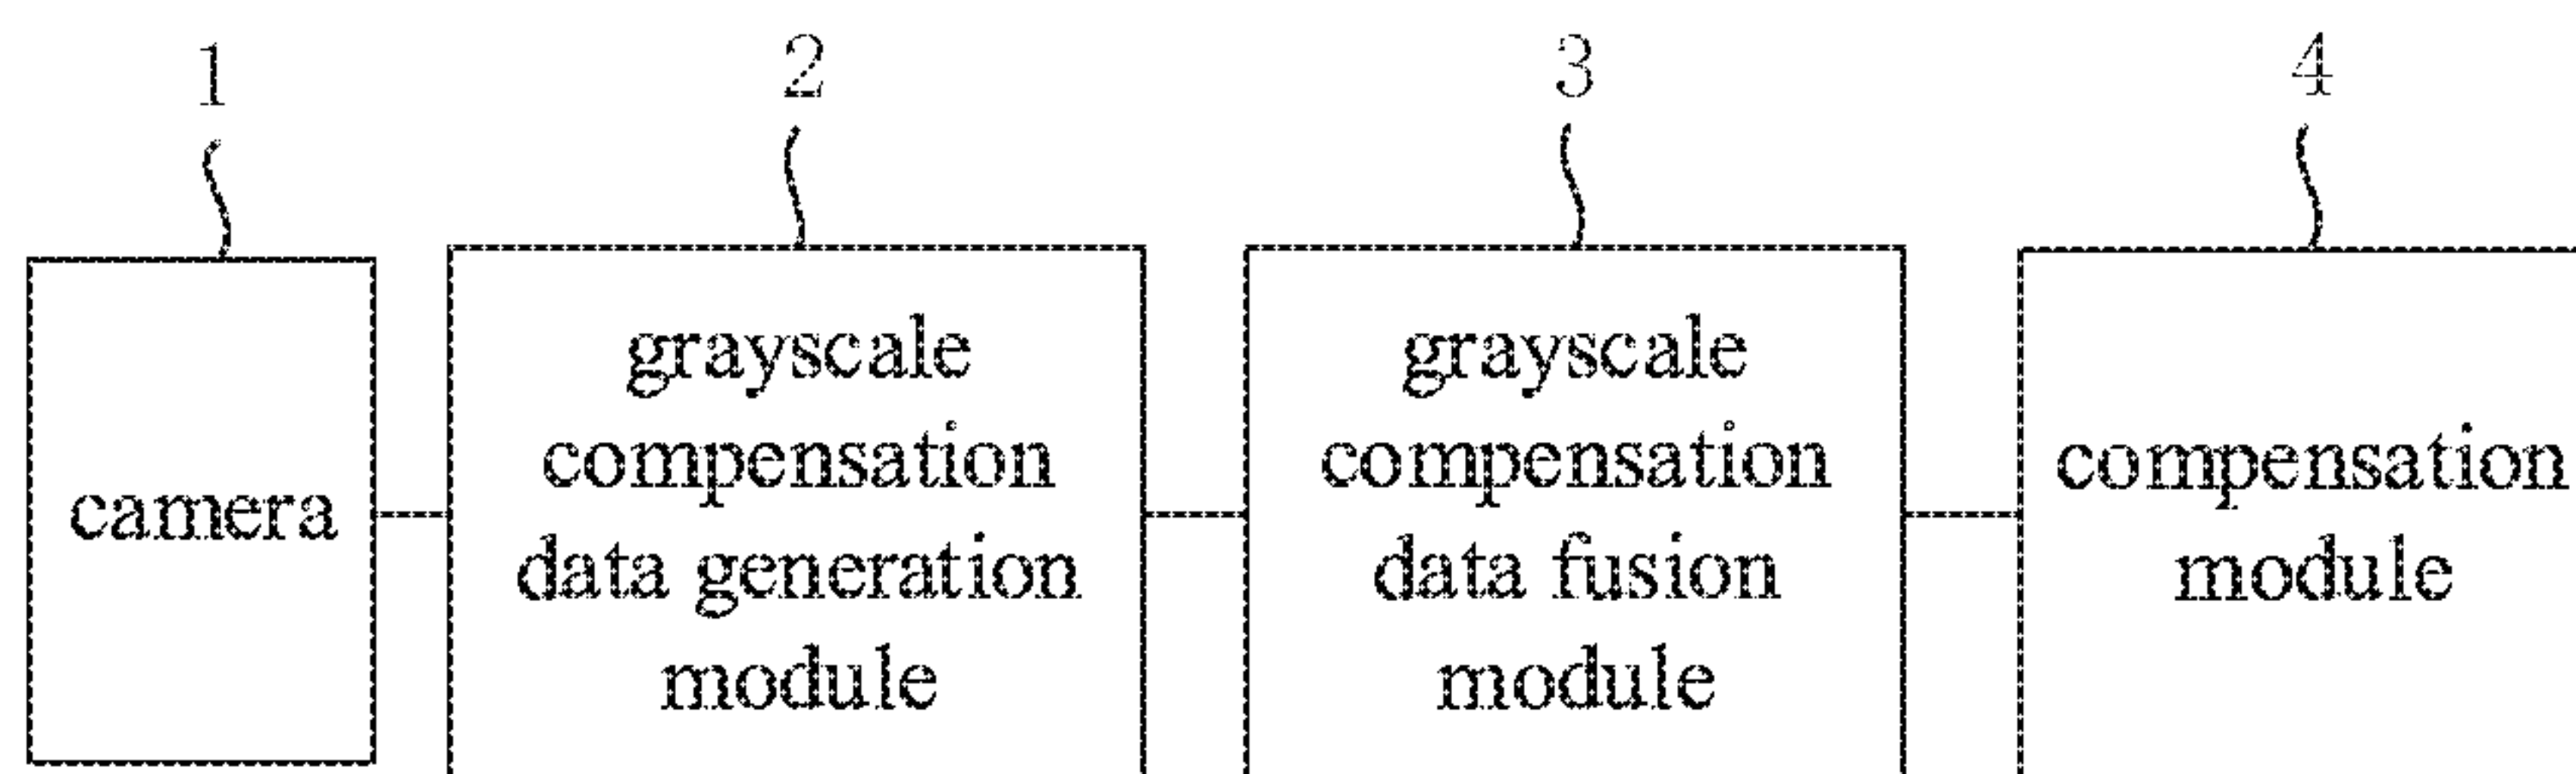 1
2
3
4
camera
grayscale
compensation
data generation
module
grayscale
compensation
data fusion
module
compensation
module